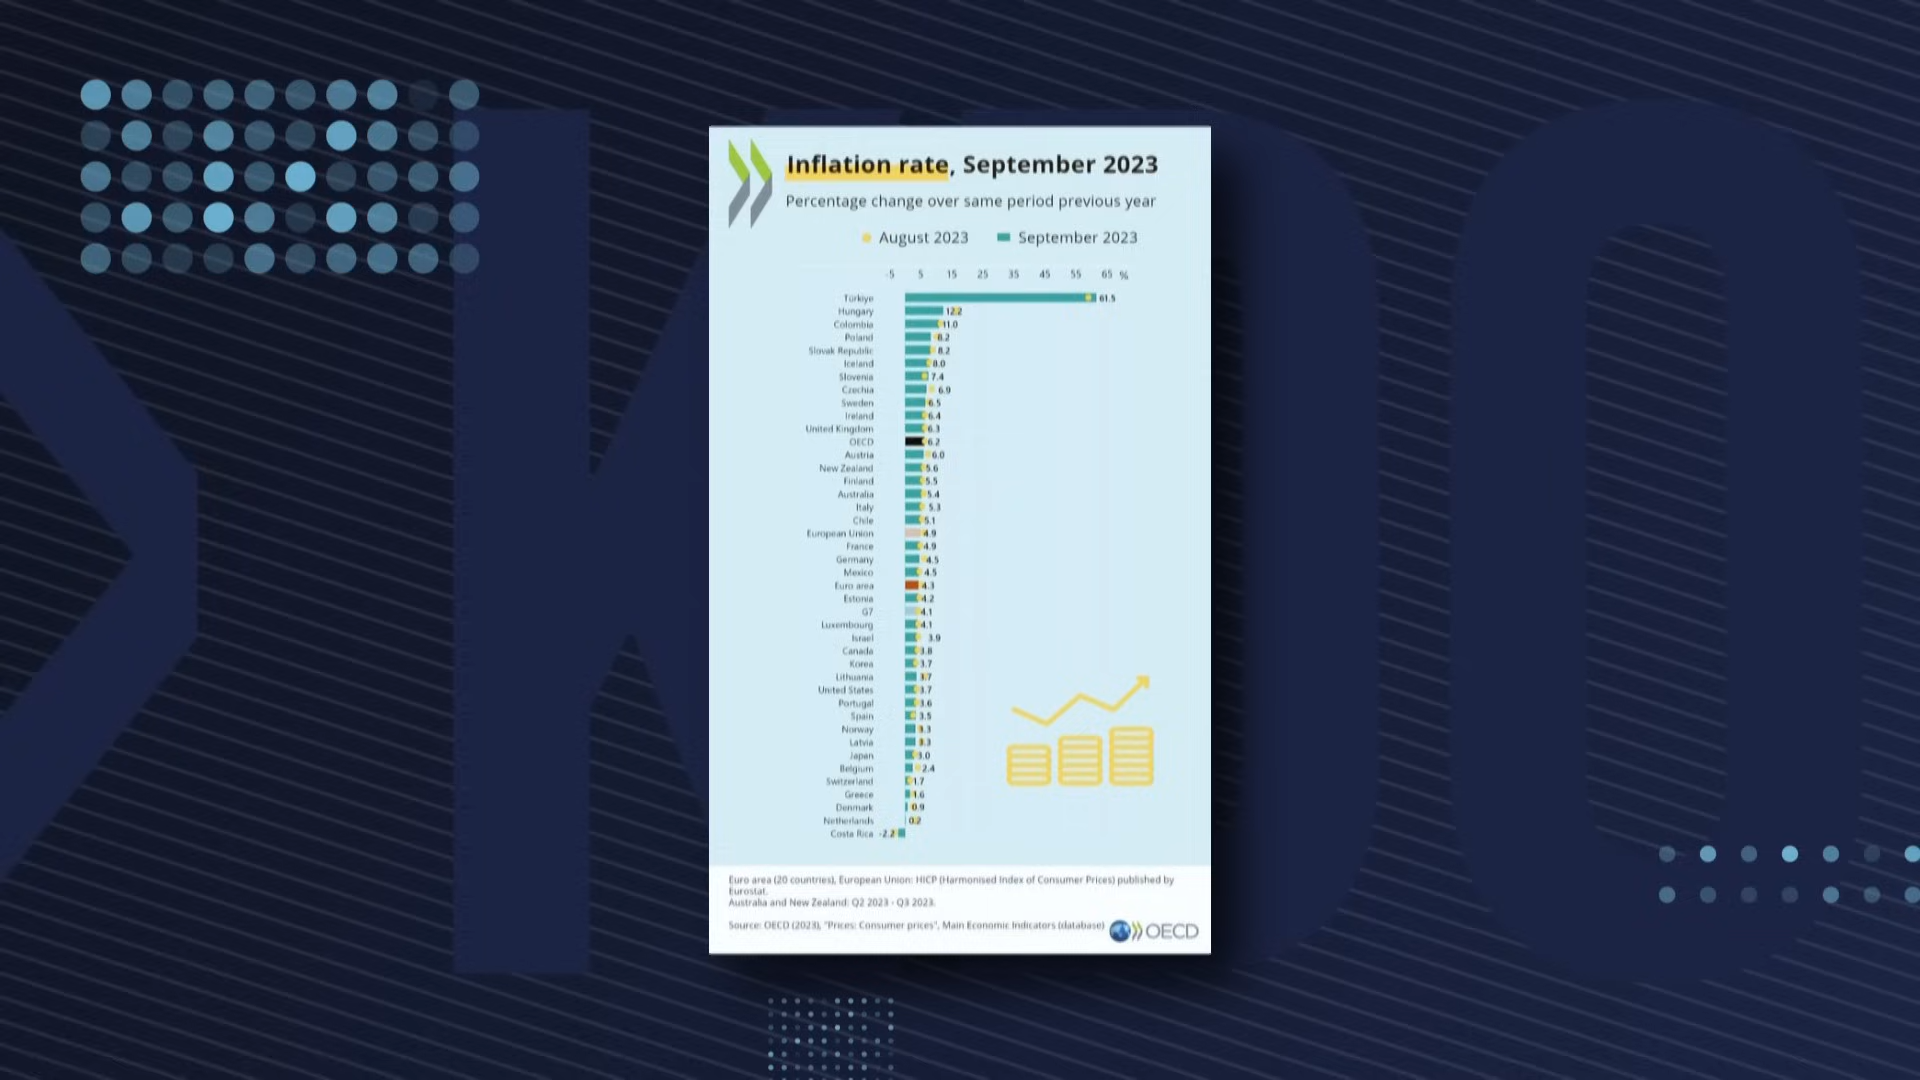 Inflation rate, September 2023
Percentage change over same period previous year
August 2023 September 2023
-5 5 15 25 35 45 55 65 %
Türkiye 61.5
Hungary 12.2
Colombia 11.0
Poland 8.2
Slovak Republic 8.2
Iceland 8.0
Slovenia 7.4
Czechia 6.9
Sweden 6.5
Ireland 6.4
United Kingdom 6.3
OECD 6.2
Austria 6.0
New Zealand 5.6
Finland 5.5
Australia 5.4
Italy 5.3
Chile 5.1
European Union 4.9
France 4.9
Germany 4.5
Mexico 4.5
Euro area 4.3
Estonia 4.2
G7 4.1
Luxembourg 4.1
Israel 3.9
Canada 3.8
Korea 3.7
Lithuania 3.7
United States 3.7
Portugal 3.6
Spain 3.5
Norway 3.3
Latvia 3.3
Japan 3.0
Belgium 2.4
Switzerland 1.7
Greece 1.6
Denmark 0.9
Netherlands 0.2
Costa Rica -2.2
Euro area (20 countries), European Union: HICP (Harmonised Index of Consumer Prices) published by
Eurostat.
Australia and New Zealand: Q2 2023 - Q3 2023.
Source: OECD (2023), "Prices: Consumer prices", Main Economic Indicators (database)
OECD